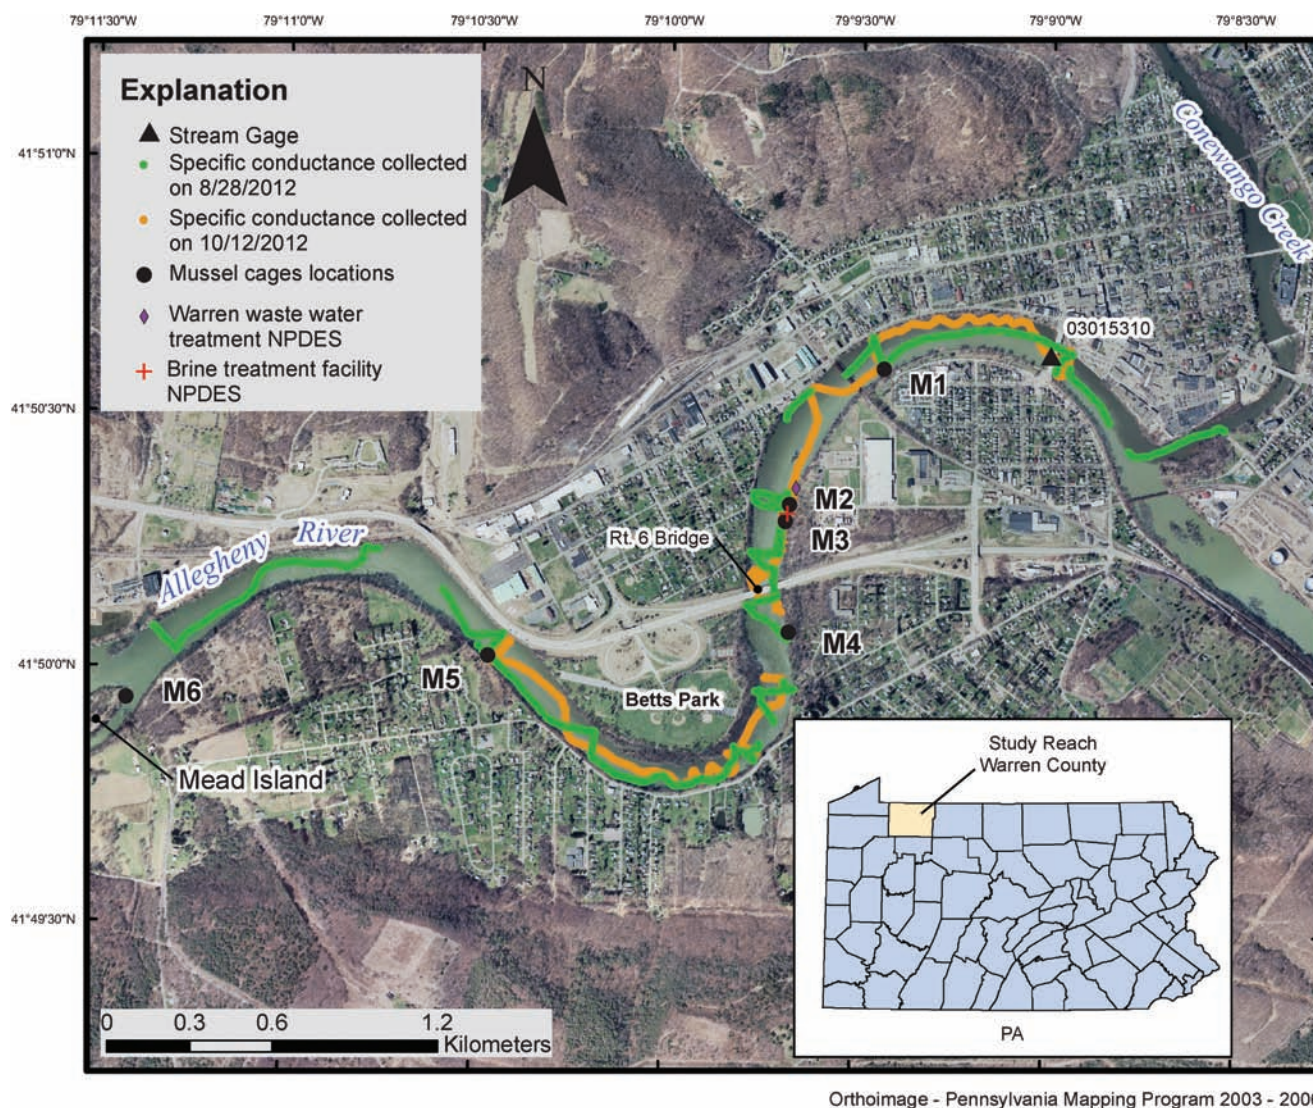 79°11'30"W
79°11'0"W
79°10'30"W
79°10'0"W
79°9'30"W
79°9'0"W
79°8'30"W
41°51'0"N
41°50'30"N
41°50'0"N
41°49'30"N
Explanation
Stream Gage
Specific conductance collected
on 8/28/2012
Specific conductance collected
on 10/12/2012
Mussel cages locations
Warren waste water
treatment NPDES
Brine treatment facility
NPDES
N
Conewango Creek
03015310
M1
M2
M3
Rt. 6 Bridge
Allegheny River
M4
M5
Betts Park
M6
Mead Island
Study Reach
Warren County
PA
0 0.3 0.6 1.2
Kilometers
Orthoimage - Pennsylvania Mapping Program 2003 - 200